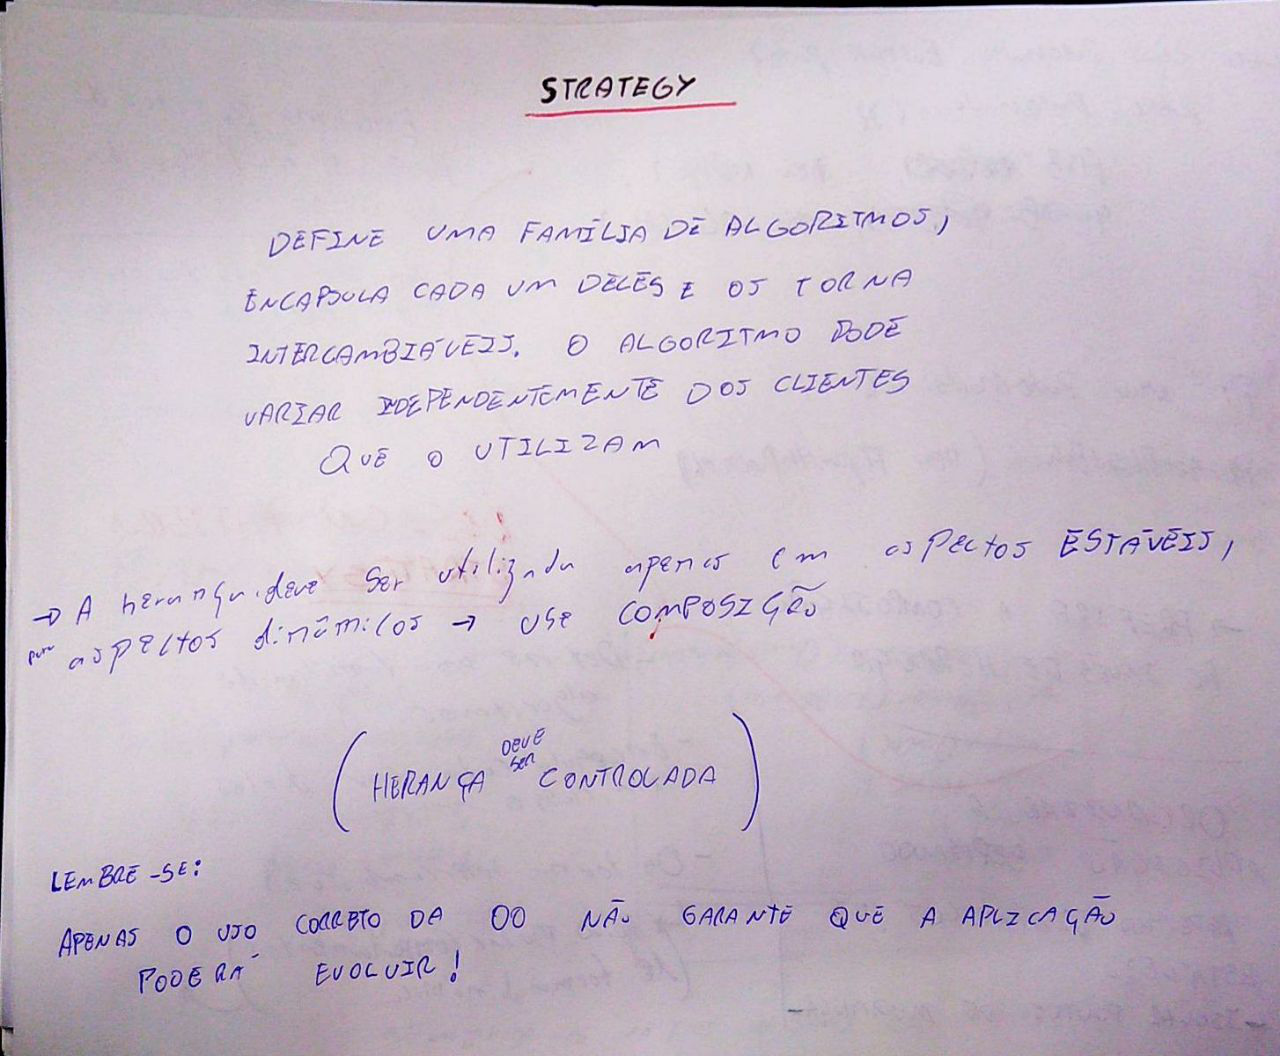 STRATEGY
DEFINE UMA FAMÍLIA DE ALGORITMOS,
ENCAPSULA CADA UM DELES E OS TORNA
INTERCAMBIÁVEIS. O ALGORITMO PODE
VARIAR INDEPENDENTEMENTE DOS CLIENTES
QUE O UTILIZAM
→ A herança deve ser utilizada apenas em aspectos ESTÁVEIS,
para aspectos dinâmicos → use COMPOSIÇÃO
(HERANÇA DEVE SER CONTROLADA)
LEMBRE-SE:
APENAS O USO CORRETO DA OO NÃO GARANTE QUE A APLICAÇÃO
PODERÁ EVOLUIR!